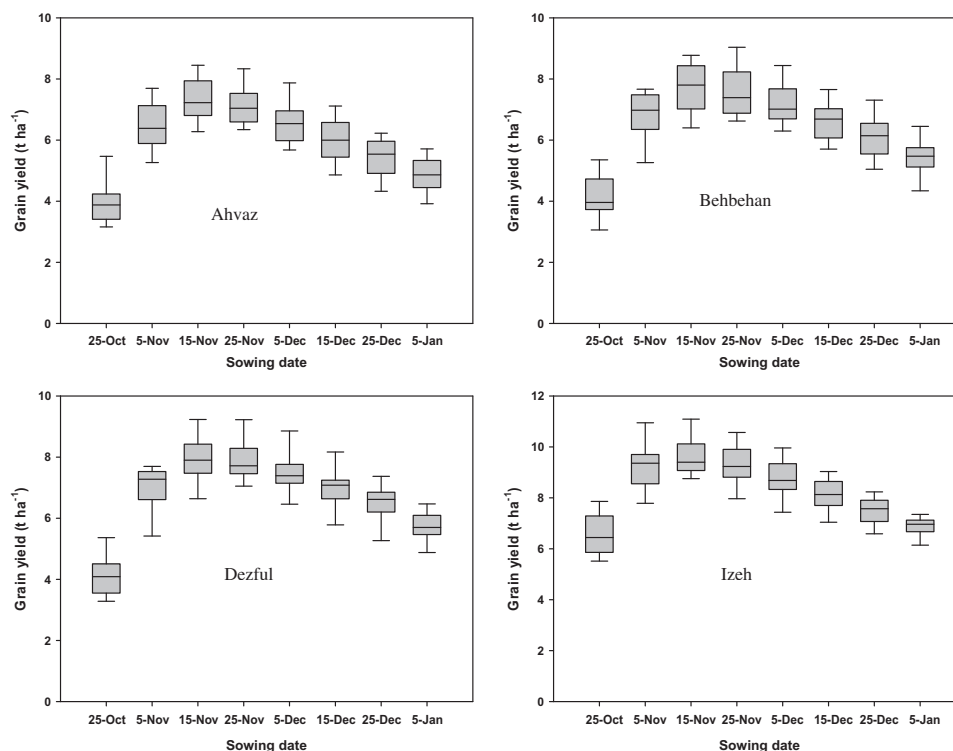 10
8
6
4
2
0
Grain yield (t ha⁻¹)
Ahvaz
25-Oct 5-Nov 15-Nov 25-Nov 5-Dec 15-Dec 25-Dec 5-Jan
Sowing date
10
8
6
4
2
0
Grain yield (t ha⁻¹)
Behbehan
25-Oct 5-Nov 15-Nov 25-Nov 5-Dec 15-Dec 25-Dec 5-Jan
Sowing date
10
8
6
4
2
0
Grain yield (t ha⁻¹)
Dezful
25-Oct 5-Nov 15-Nov 25-Nov 5-Dec 15-Dec 25-Dec 5-Jan
Sowing date
12
10
8
6
4
2
0
Grain yield (t ha⁻¹)
Izeh
25-Oct 5-Nov 15-Nov 25-Nov 5-Dec 15-Dec 25-Dec 5-Jan
Sowing date